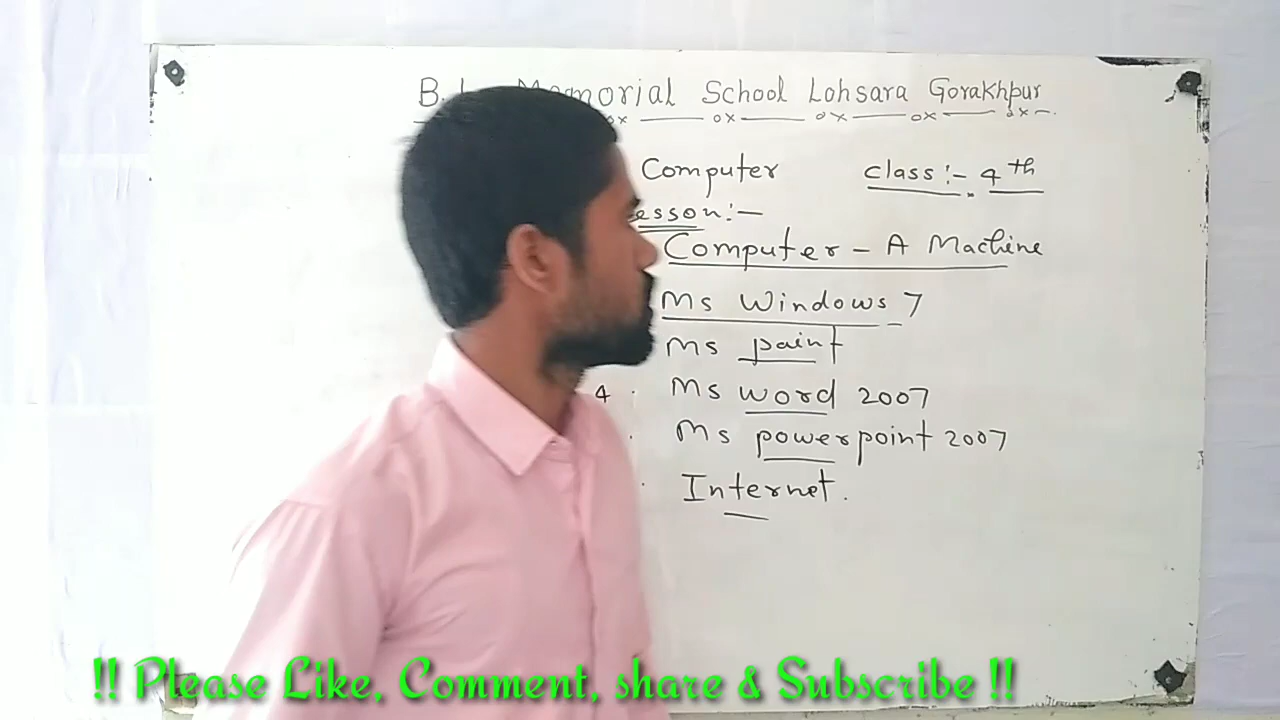 Memorial School Lohsara Gorakhpur
Computer class:- 4th
esson:-
Computer - A Machine
Ms Windows 7
Ms paint
4. Ms word 2007
Ms powerpoint 2007
Internet.
!! Please Like, Comment, share & Subscribe !!